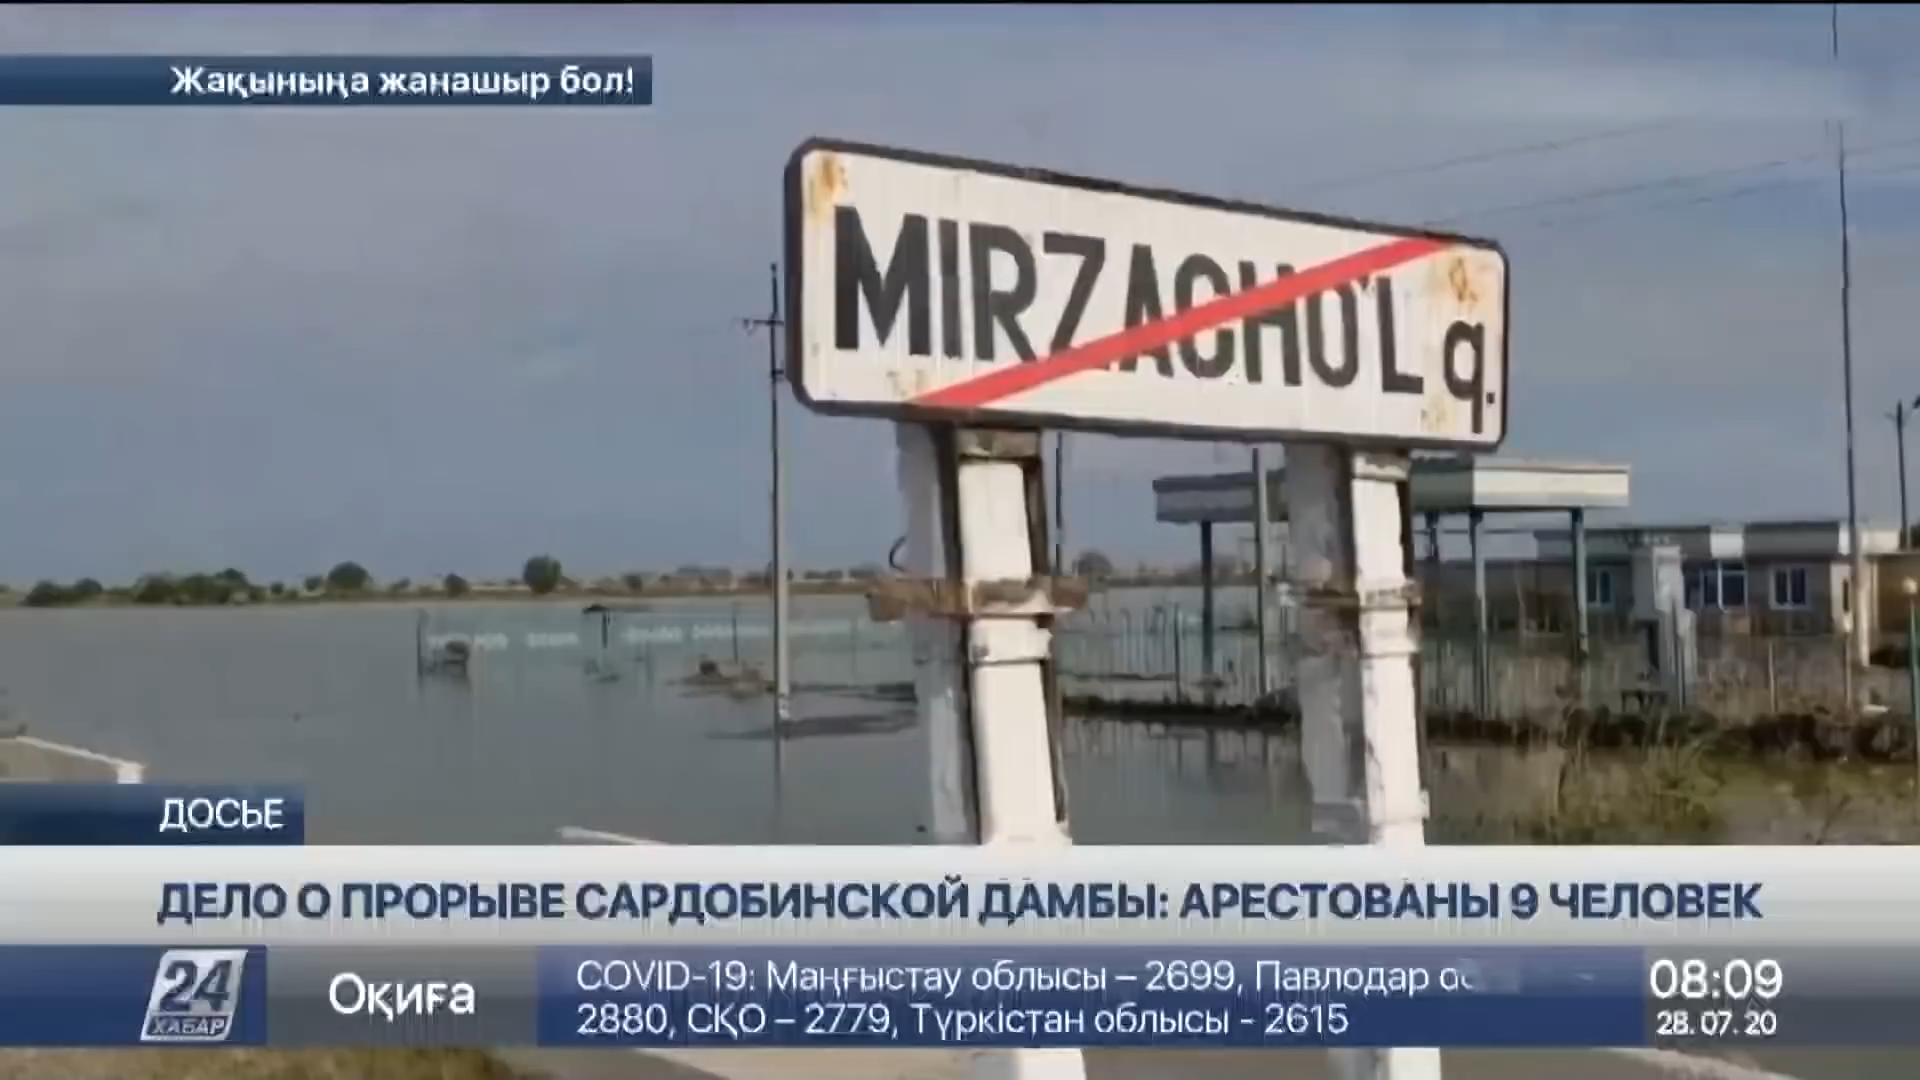 Жақыныңа жанашыр бол!
MIRZACHO'L q.
ДОСЬЕ
ДЕЛО О ПРОРЫВЕ САРДОБИНСКОЙ ДАМБЫ: АРЕСТОВАНЫ 9 ЧЕЛОВЕК
24
ХАБАР
Оқиға
COVID-19: Маңғыстау облысы – 2699, Павлодар
2880, СҚО – 2779, Түркістан облысы - 2615
08:09
28. 07. 20